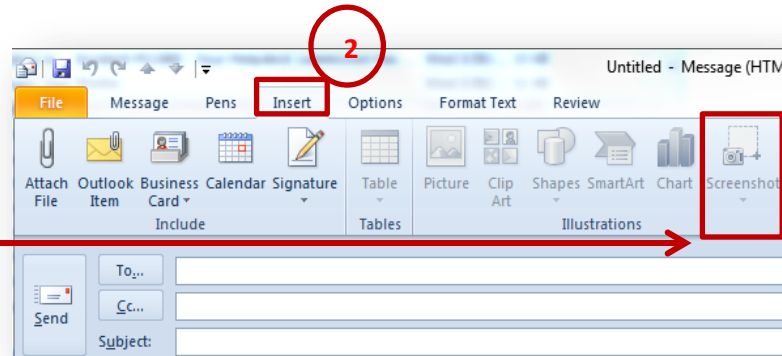 2
Untitled - Message (HTM
File Message Pens Insert Options Format Text Review
Attach File
Outlook Item
Business Card
Calendar
Signature
Table
Picture
Clip Art
Shapes
SmartArt
Chart
Screenshot
Include Tables Illustrations
To...
Cc...
Send
Subject: